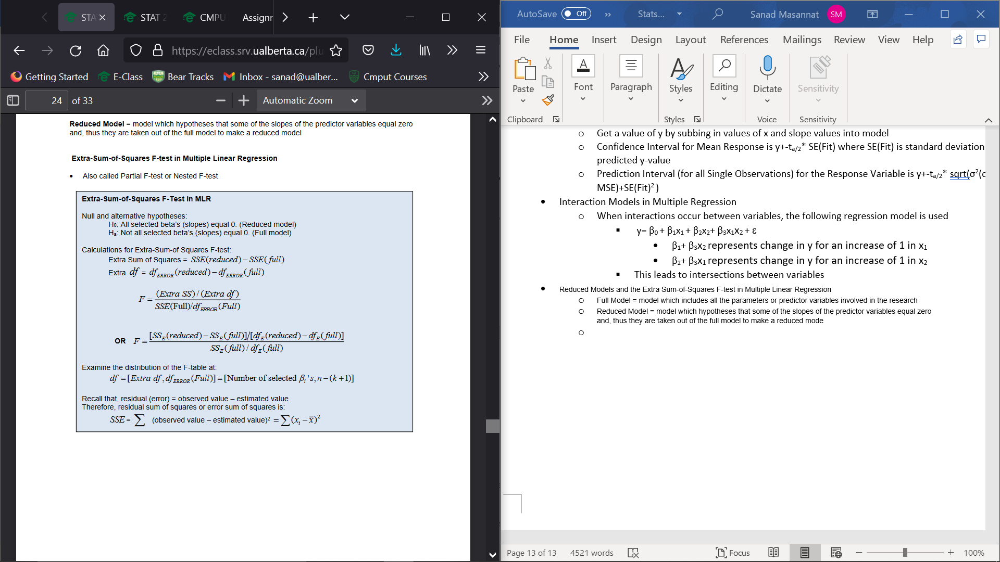 STA
STAT 2
CMPU
Assignr
https://eclass.srv.ualberta.ca/plu
Getting Started
E-Class
Bear Tracks
Inbox - sanad@ualber...
Cmput Courses
24 of 33
Automatic Zoom
Reduced Model = model which hypotheses that some of the slopes of the predictor variables equal zero
and, thus they are taken out of the full model to make a reduced model
Extra-Sum-of-Squares F-test in Multiple Linear Regression
• Also called Partial F-test or Nested F-test
Extra-Sum-of-Squares F-Test in MLR
Null and alternative hypotheses:
H₀: All selected beta's (slopes) equal 0. (Reduced model)
Hₐ: Not all selected beta's (slopes) equal 0. (Full model)
Calculations for Extra-Sum-of Squares F-test:
Extra Sum of Squares = SSE(reduced) – SSE(full)
Extra df = df_ERROR(reduced) – df_ERROR(full)
F = (Extra SS)/(Extra df)
SSE(Full)/df_ERROR(Full)
OR F = [SS_E(reduced) – SS_E(full)]/[df_E(reduced) – df_E(full)]
SS_E(full)/df_E(full)
Examine the distribution of the F-table at:
df = [Extra df, df_ERROR(Full)] = [Number of selected β_i's, n – (k + 1)]
Recall that, residual (error) = observed value – estimated value
Therefore, residual sum of squares or error sum of squares is:
SSE = ∑ (observed value – estimated value)² = ∑(x_i – x̄)²
AutoSave Off
Stats...
Sanad Masannat
SM
File
Home
Insert
Design
Layout
References
Mailings
Review
View
Help
Paste
Font
Paragraph
Styles
Editing
Dictate
Sensitivity
Clipboard
Styles
Voice
Sensitivity
o Get a value of y by subbing in values of x and slope values into model
o Confidence Interval for Mean Response is y+-tₐ/₂* SE(Fit) where SE(Fit) is standard deviation
predicted y-value
o Prediction Interval (for all Single Observations) for the Response Variable is y+-tₐ/₂* sqrt(σ²(c
MSE)+SE(Fit)² )
• Interaction Models in Multiple Regression
o When interactions occur between variables, the following regression model is used
▪ y= β₀ + β₁x₁ + β₂x₂+ β₃x₁x₂ + ε
• β₁+ β₃x₂ represents change in y for an increase of 1 in x₁
• β₂+ β₃x₁ represents change in y for an increase of 1 in x₂
▪ This leads to intersections between variables
• Reduced Models and the Extra Sum-of-Squares F-test in Multiple Linear Regression
o Full Model = model which includes all the parameters or predictor variables involved in the research
o Reduced Model = model which hypotheses that some of the slopes of the predictor variables equal zero
and, thus they are taken out of the full model to make a reduced mode
o
Page 13 of 13
4521 words
Focus
100%